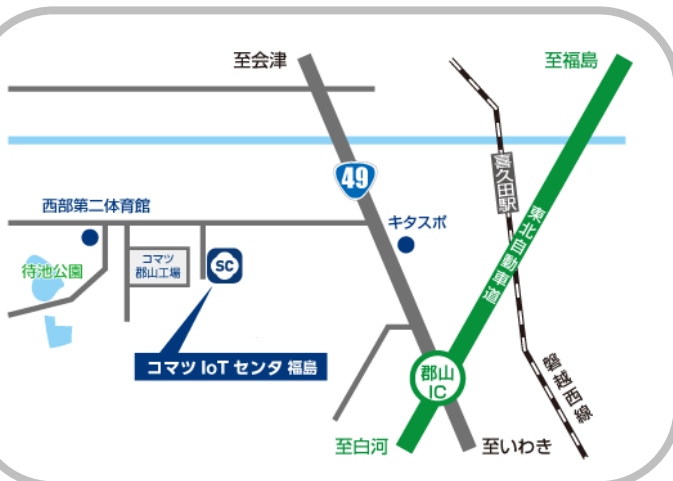 至会津
至福島
49
喜久田駅
西部第二体育館
キタスポ
東北自動車道
コマツ
郡山工場
SC
待池公園
コマツ IoT センタ 福島
郡山
IC
磐越西線
至白河
至いわき